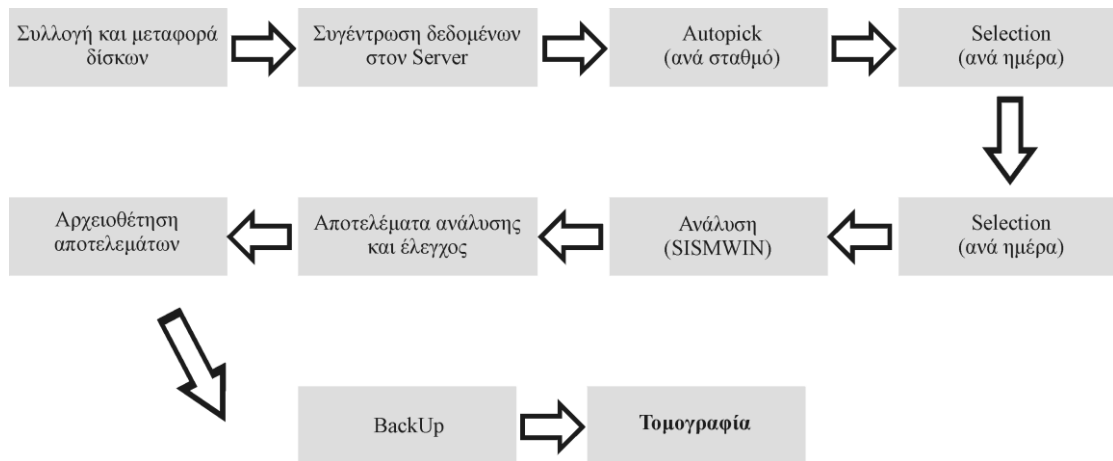 Συλλογή και μεταφορά
δίσκων
Συγέντρωση δεδομένων
στον Server
Autopick
(ανά σταθμό)
Selection
(ανά ημέρα)
Selection
(ανά ημέρα)
Ανάλυση
(SISMWIN)
Αποτελέματα ανάλυσης
και έλεγχος
Αρχειοθέτηση
αποτελεμάτων
BackUp
Τομογραφία